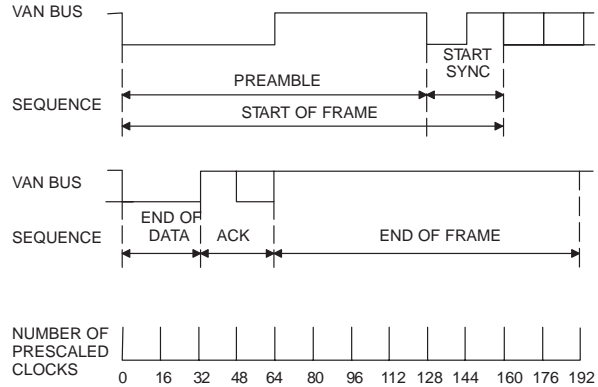 VAN BUS
START
SYNC
PREAMBLE
SEQUENCE
START OF FRAME
VAN BUS
END OF
DATA
ACK
END OF FRAME
SEQUENCE
NUMBER OF
PRESCALED
CLOCKS
0 16 32 48 64 80 96 112 128 144 160 176 192